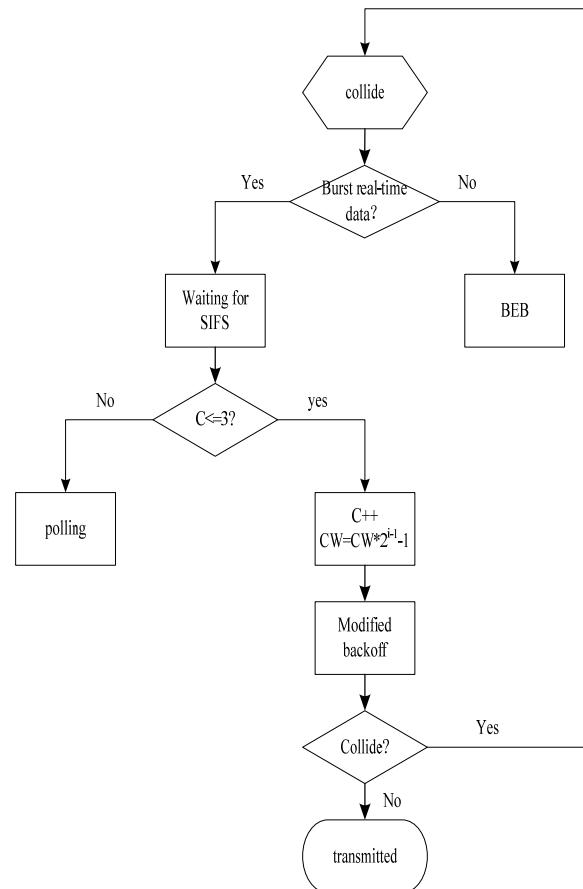 collide
Burst real-time
data?
Yes
No
Waiting for
SIFS
BEB
C<=3?
No
yes
polling
C++
CW=CW*2^{i-1}-1
Modified
backoff
Collide?
Yes
No
transmitted